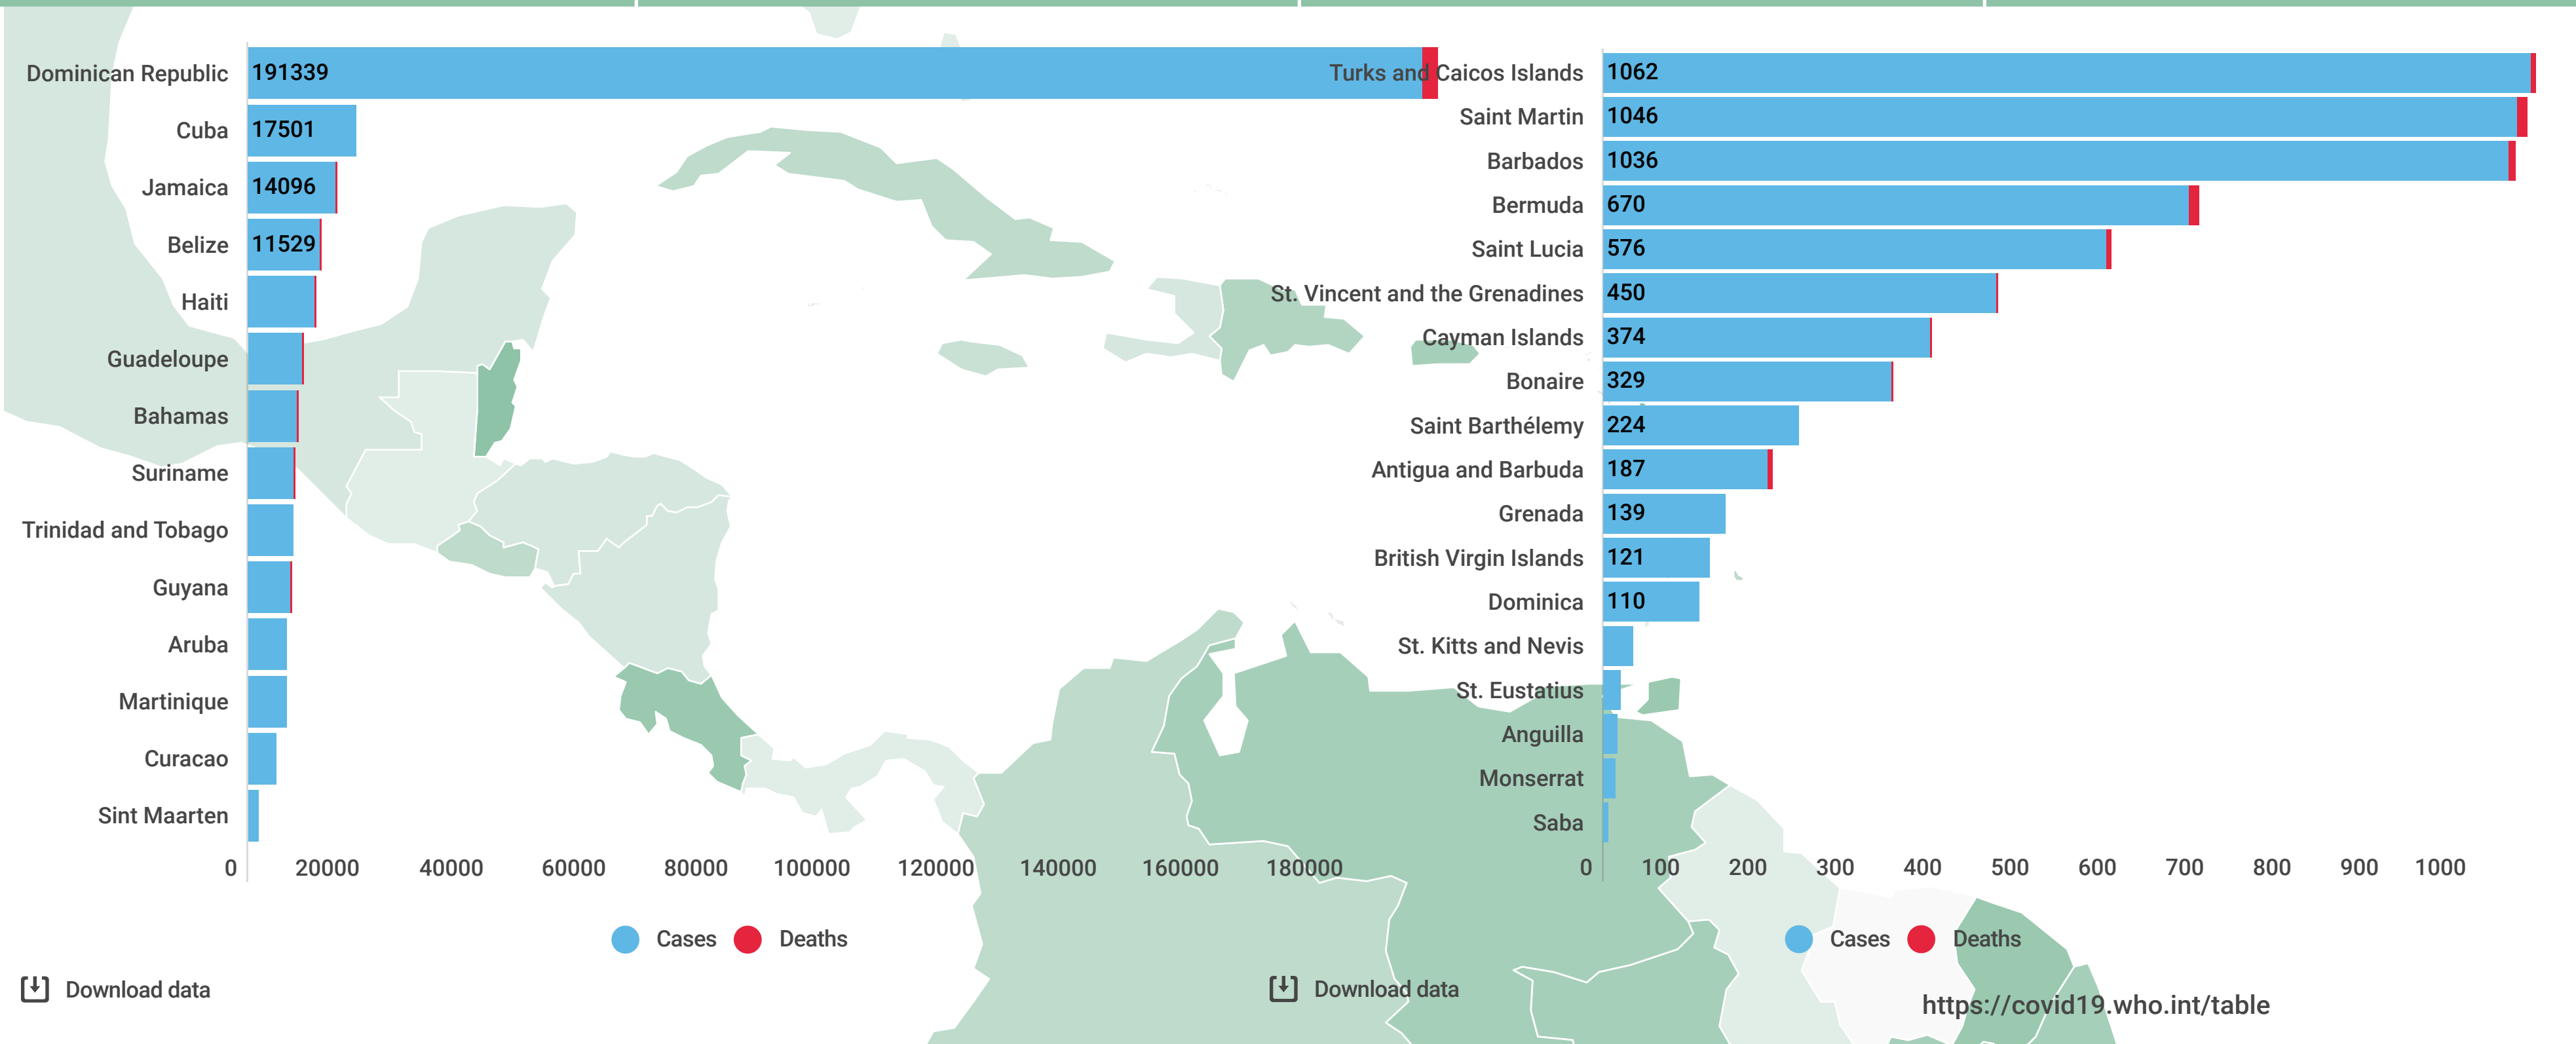 Dominican Republic 191339
Cuba 17501
Jamaica 14096
Belize 11529
Haiti
Guadeloupe
Bahamas
Suriname
Trinidad and Tobago
Guyana
Aruba
Martinique
Curacao
Sint Maarten
0 20000 40000 60000 80000 100000 120000 140000 160000 180000
Cases Deaths
Download data
Turks and Caicos Islands 1062
Saint Martin 1046
Barbados 1036
Bermuda 670
Saint Lucia 576
St. Vincent and the Grenadines 450
Cayman Islands 374
Bonaire 329
Saint Barthélemy 224
Antigua and Barbuda 187
Grenada 139
British Virgin Islands 121
Dominica 110
St. Kitts and Nevis
St. Eustatius
Anguilla
Monserrat
Saba
0 100 200 300 400 500 600 700 800 900 1000
Cases Deaths
Download data
https://covid19.who.int/table